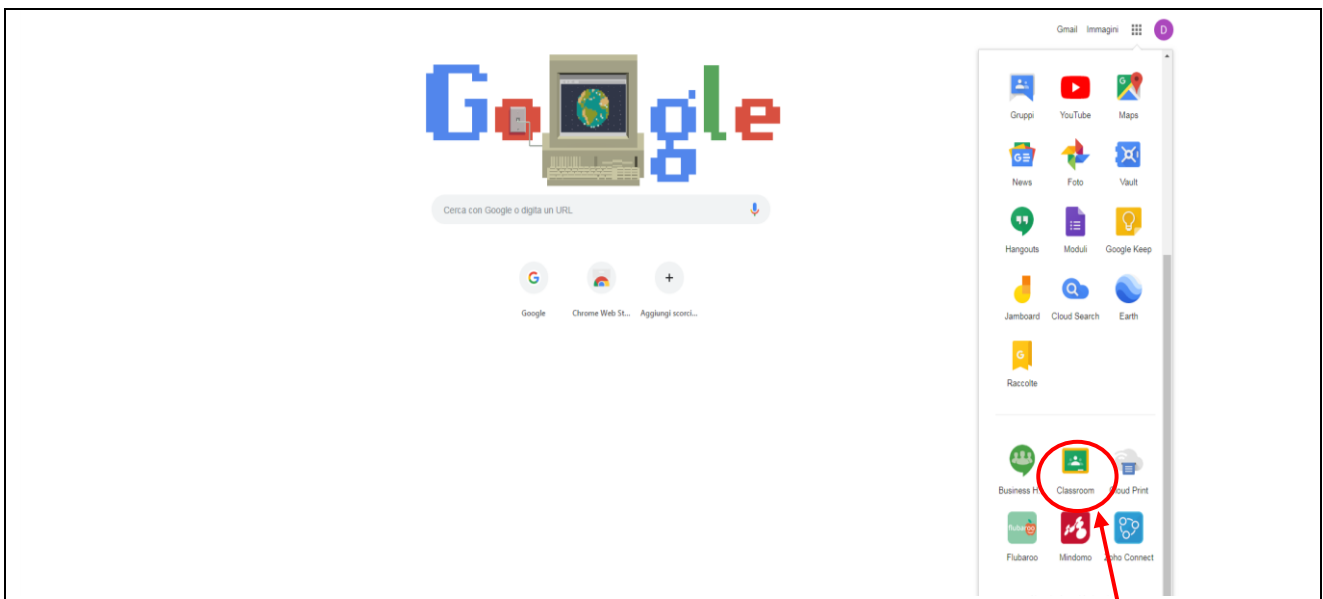 Gmail Immagini D
Google
Gruppi YouTube Maps
News Foto Vault
Cerca con Google o digita un URL
Hangouts Moduli Google Keep
Google Chrome Web St... Aggiungi scorci...
Jamboard Cloud Search Earth
Raccolte
Business H... Classroom Cloud Print
Flubaroo Mindomo Zoho Connect